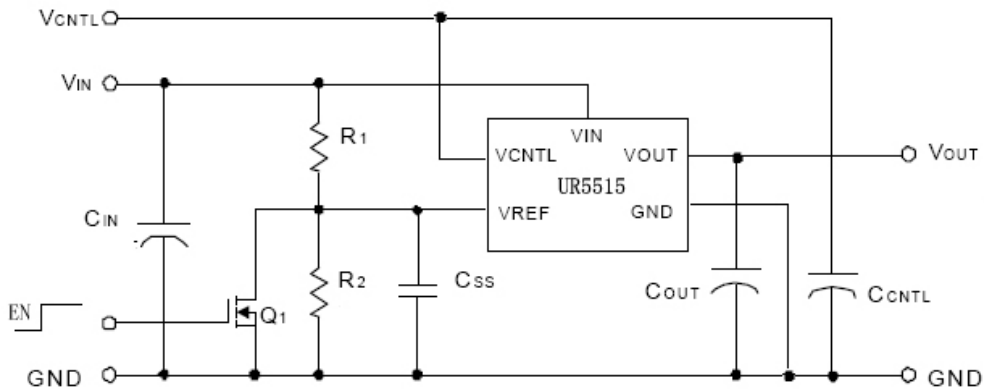 VCNTL
VIN
R1
VIN
VCNTL
VOUT
VOUT
UR5515
VREF
GND
CIN
R2
CSS
COUT
CCNTL
EN
Q1
GND
GND